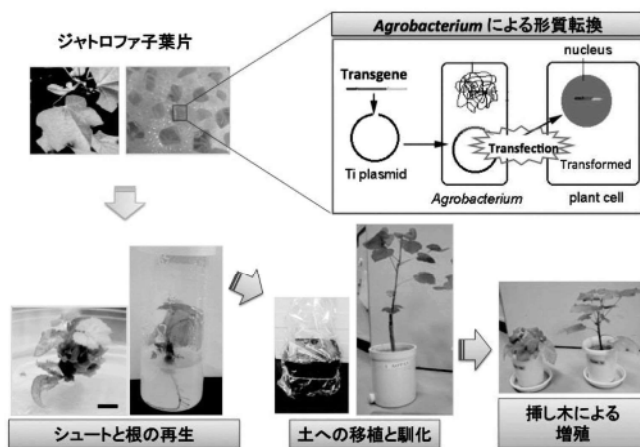 ジャトロファ子葉片
Agrobacterium による形質転換
nucleus
Transgene
Transfection
Transformed
Ti plasmid
Agrobacterium
plant cell
シュートと根の再生
土への移植と馴化
挿し木による
増殖